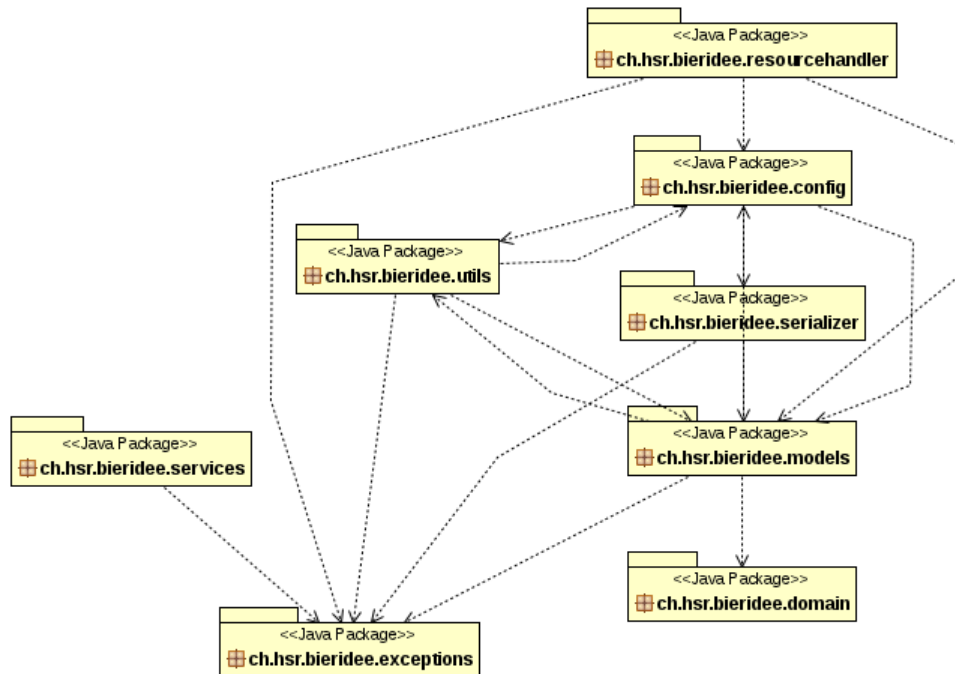 <<Java Package>>
ch.hsr.bieridee.resourcehandler
<<Java Package>>
ch.hsr.bieridee.config
<<Java Package>>
ch.hsr.bieridee.utils
<<Java Package>>
ch.hsr.bieridee.serializer
<<Java Package>>
ch.hsr.bieridee.services
<<Java Package>>
ch.hsr.bieridee.models
<<Java Package>>
ch.hsr.bieridee.domain
<<Java Package>>
ch.hsr.bieridee.exceptions